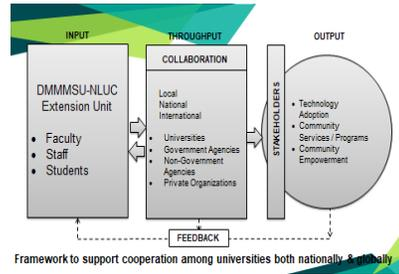 INPUT
THROUGHPUT
OUTPUT
DMMMSU-NLUC
Extension Unit
• Faculty
• Staff
• Students
COLLABORATION
Local
National
International
• Universities
• Government Agencies
• Non-Government
Agencies
• Private Organizations
STAKEHOLDERS
• Technology
Adoption
• Community
Services / Programs
• Community
Empowerment
FEEDBACK
Framework to support cooperation among universities both nationally & globally